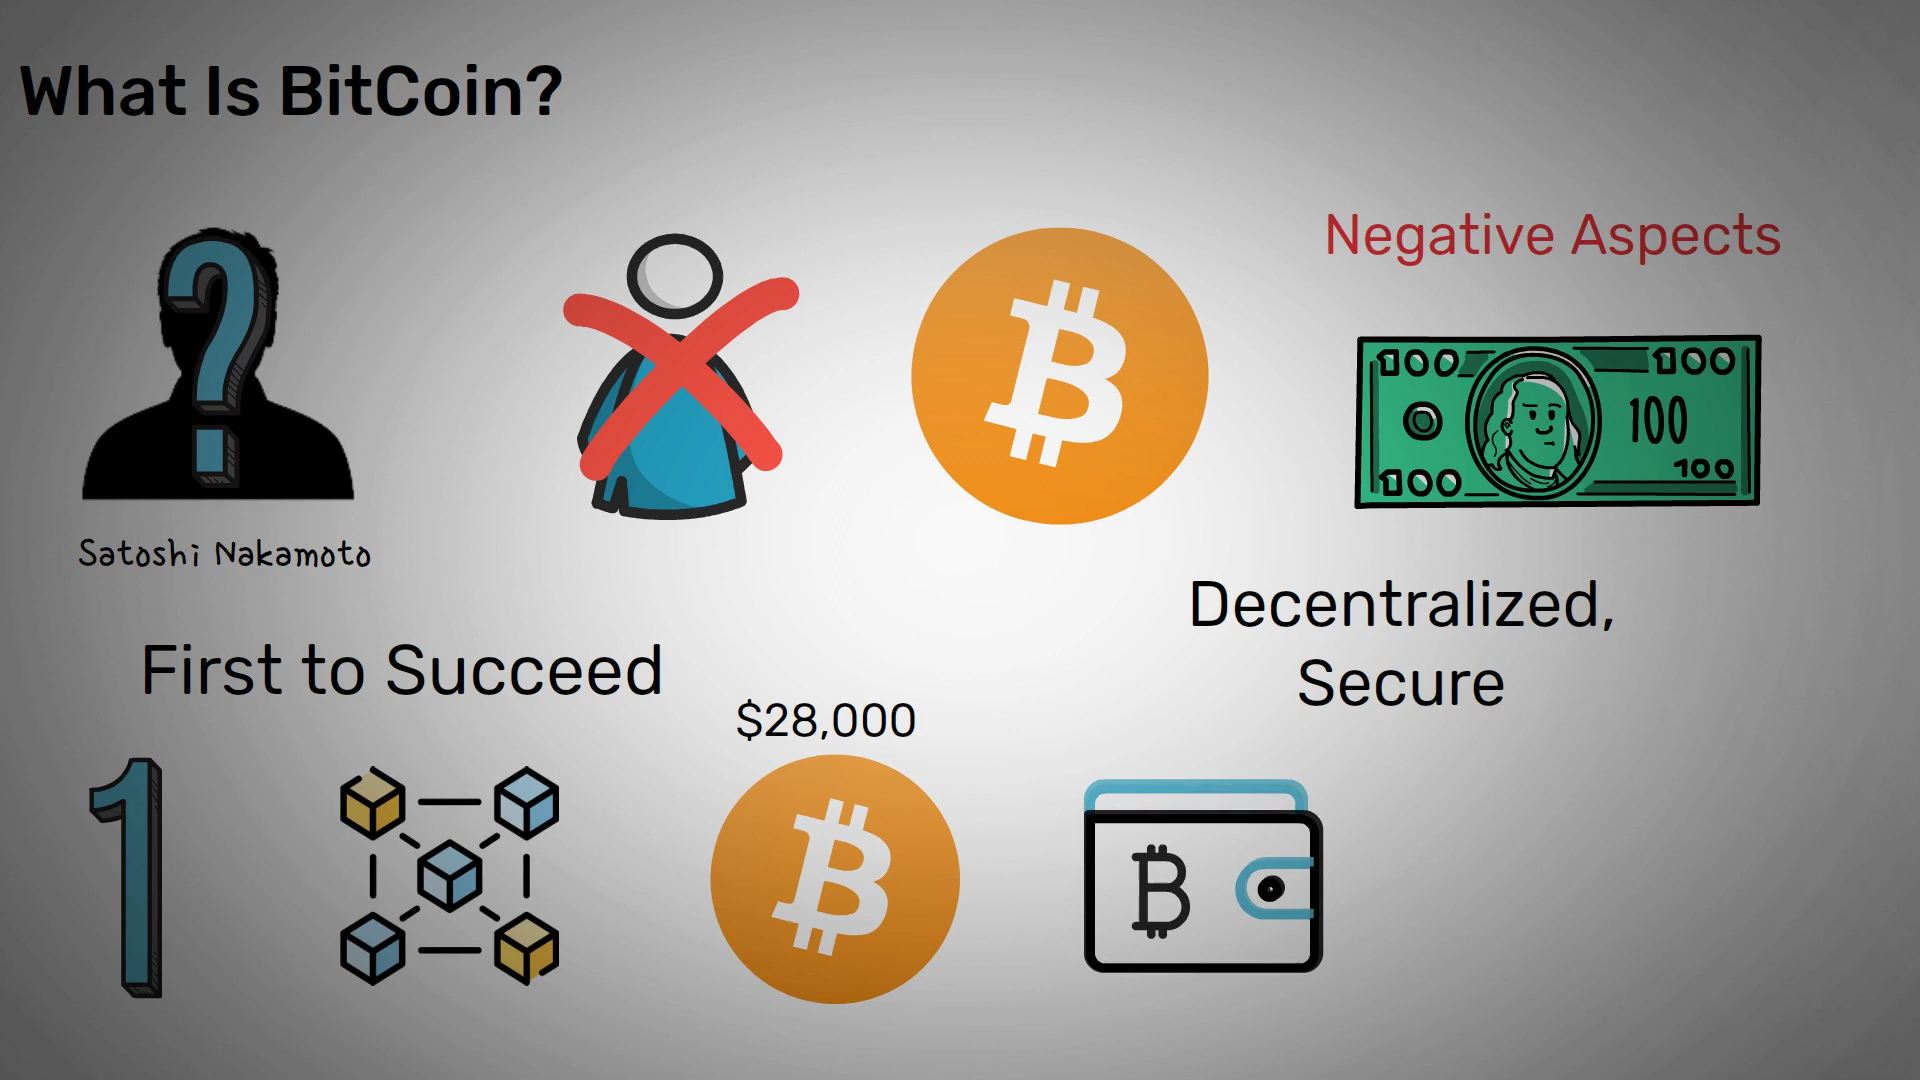 What Is BitCoin?
Negative Aspects
100
100
100
100
100
Satoshi Nakamoto
Decentralized,
Secure
First to Succeed
$28,000
1